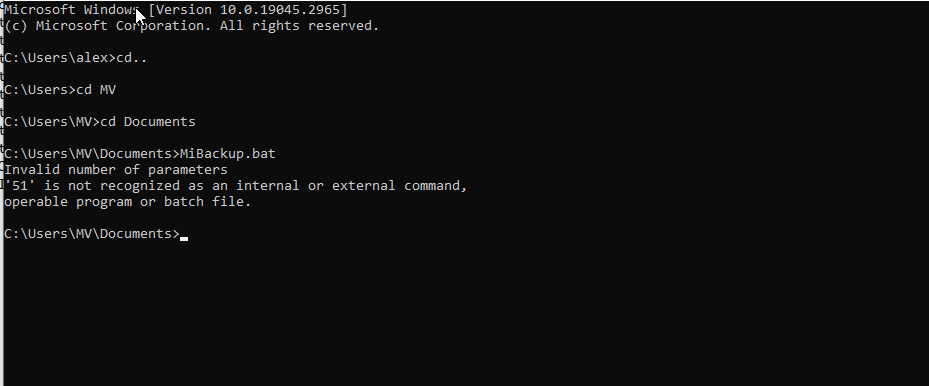 Microsoft Windows [Version 10.0.19045.2965]
(c) Microsoft Corporation. All rights reserved.
C:\Users\alex>cd..
C:\Users>cd MV
C:\Users\MV>cd Documents
C:\Users\MV\Documents>MiBackup.bat
Invalid number of parameters
'51' is not recognized as an internal or external command,
operable program or batch file.
C:\Users\MV\Documents>